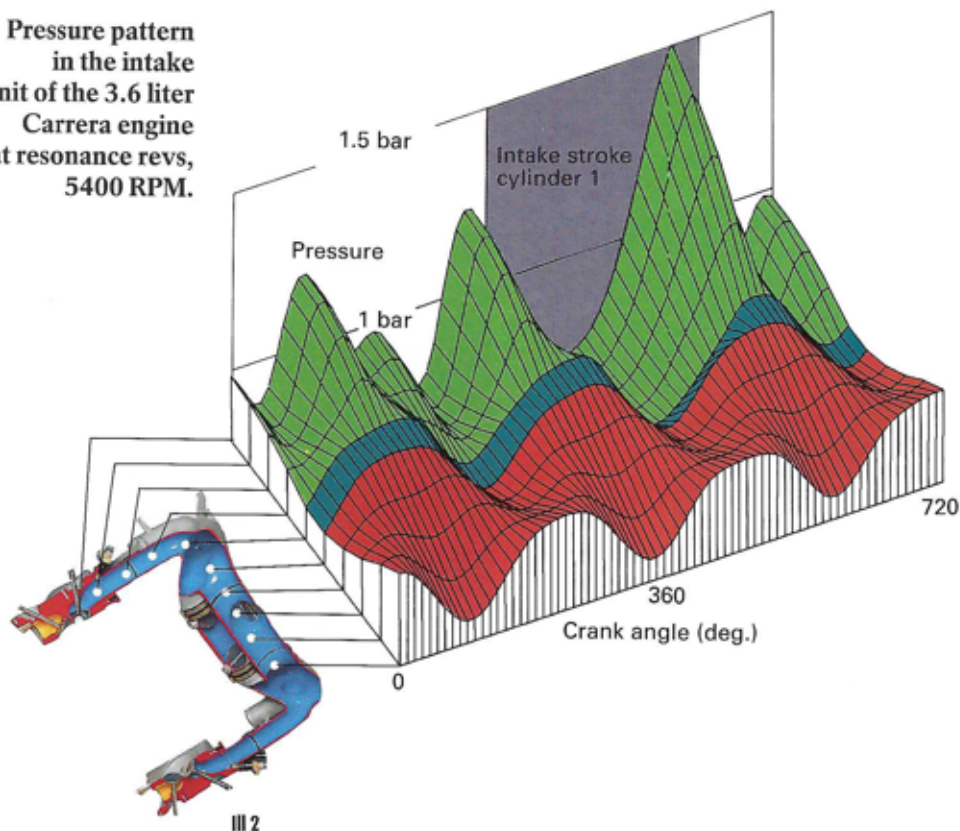 Pressure pattern
in the intake
nit of the 3.6 liter
Carrera engine
t resonance revs,
5400 RPM.
1.5 bar
Intake stroke
cylinder 1
Pressure
1 bar
720
360
Crank angle (deg.)
0
Ill 2